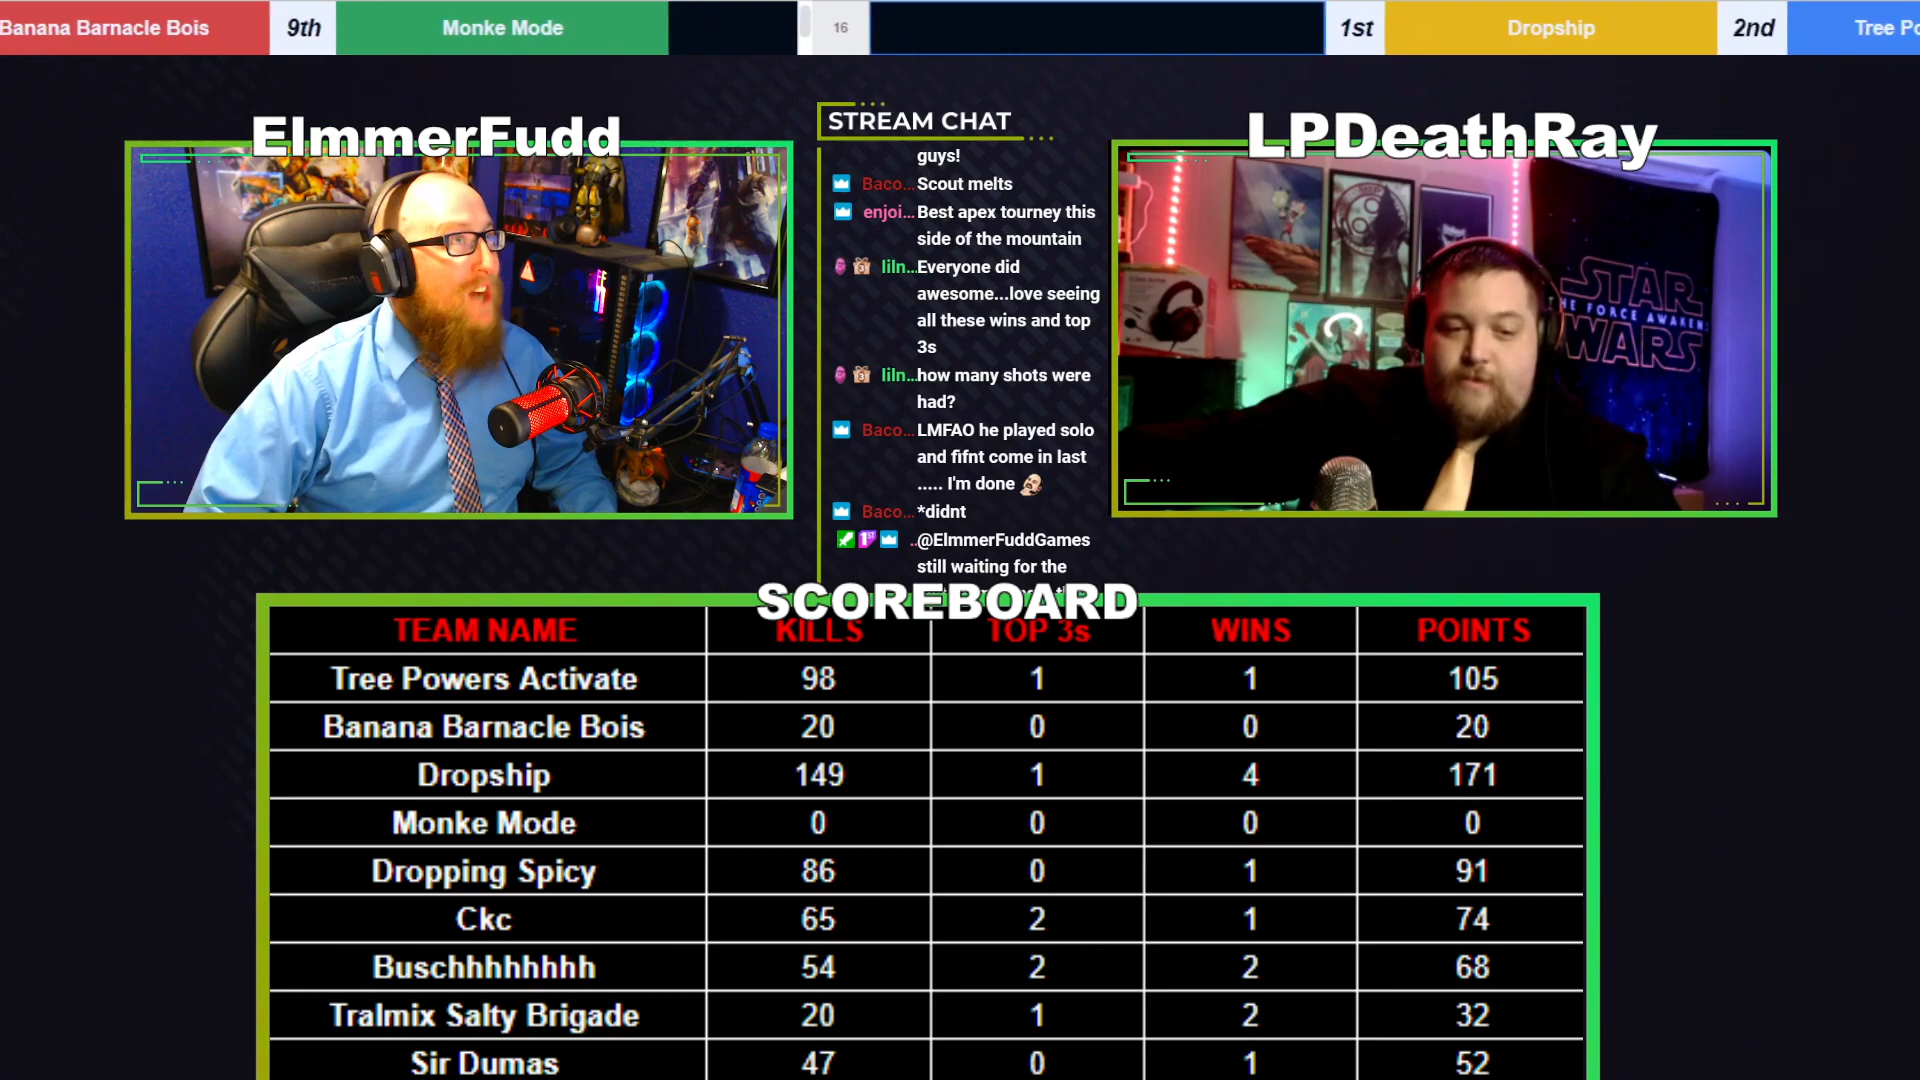 Banana Barnacle Bois 9th Monke Mode 16 1st Dropship 2nd Tree Po
ElmmerFudd
LPDeathRay
STREAM CHAT
guys!
Baco... Scout melts
enjoi... Best apex tourney this
side of the mountain
liln... Everyone did
awesome...love seeing
all these wins and top
3s
liln... how many shots were
had?
Baco... LMFAO he played solo
and fifnt come in last
..... I'm done
Baco... *didnt
.. @ElmmerFuddGames
still waiting for the
STAR
THE FORCE AWAKENS
WARS
SCOREBOARD
TEAM NAME KILLS TOP 3s WINS POINTS
Tree Powers Activate 98 1 1 105
Banana Barnacle Bois 20 0 0 20
Dropship 149 1 4 171
Monke Mode 0 0 0 0
Dropping Spicy 86 0 1 91
Ckc 65 2 1 74
Buschhhhhhhh 54 2 2 68
Tralmix Salty Brigade 20 1 2 32
Sir Dumas 47 0 1 52